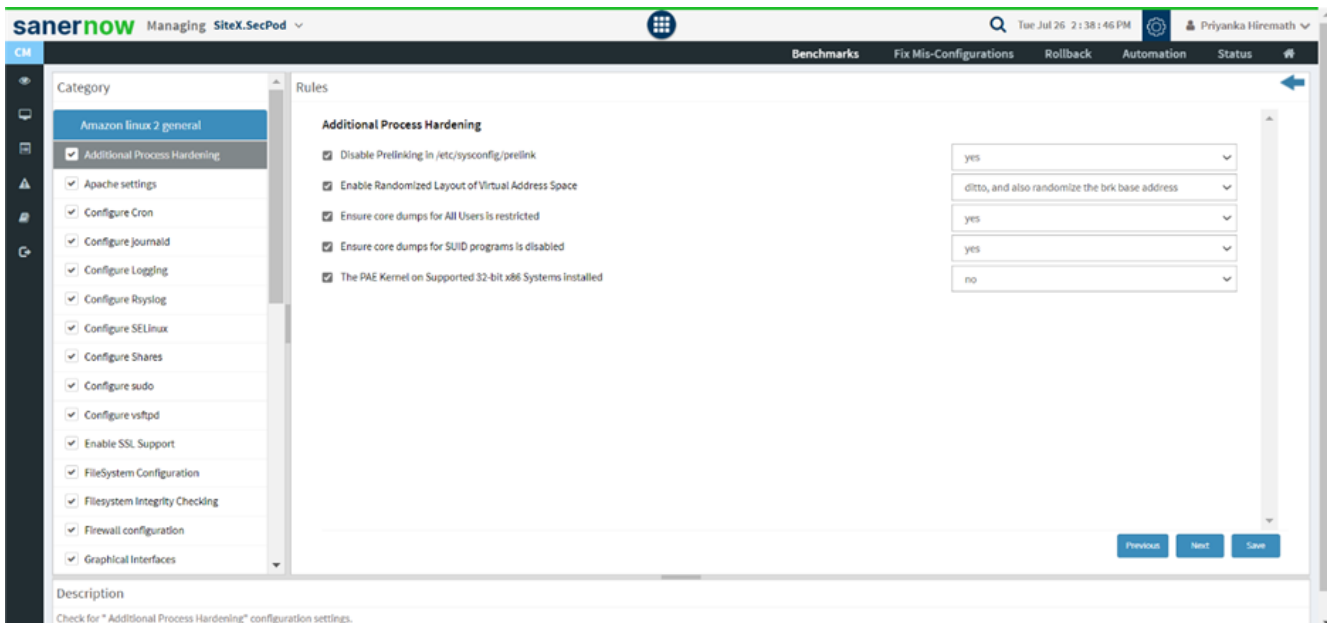 sanernow Managing SiteX.SecPod Tue Jul 26 2:38:46 PM Priyanka Hiremath
CM Benchmarks Fix Mis-Configurations Rollback Automation Status
Category
Amazon linux 2 general
Additional Process Hardening
Apache settings
Configure Cron
Configure journald
Configure Logging
Configure Rsyslog
Configure SELinux
Configure Shares
Configure sudo
Configure vsftpd
Enable SSL Support
FileSystem Configuration
Filesystem Integrity Checking
Firewall configuration
Graphical Interfaces
Rules
Additional Process Hardening
Disable Prelinking in /etc/sysconfig/prelink yes
Enable Randomized Layout of Virtual Address Space ditto, and also randomize the brk base address
Ensure core dumps for All Users is restricted yes
Ensure core dumps for SUID programs is disabled yes
The PAE Kernel on Supported 32-bit x86 Systems installed no
Previous Next Save
Description
Check for " Additional Process Hardening" configuration settings.